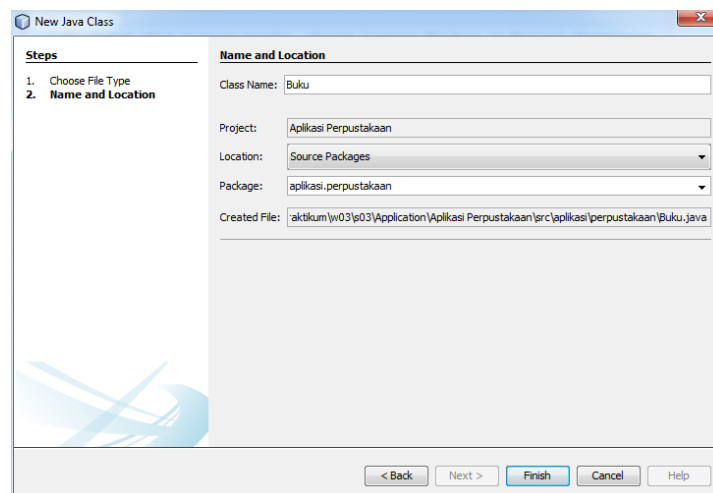 New Java Class
Steps
1. Choose File Type
2. Name and Location
Name and Location
Class Name: Buku
Project: Aplikasi Perpustakaan
Location: Source Packages
Package: aplikasi.perpustakaan
Created File: aktikum\w03\s03\Application\Aplikasi Perpustakaan\src\aplikasi\perpustakaan\Buku.java
< Back Next > Finish Cancel Help